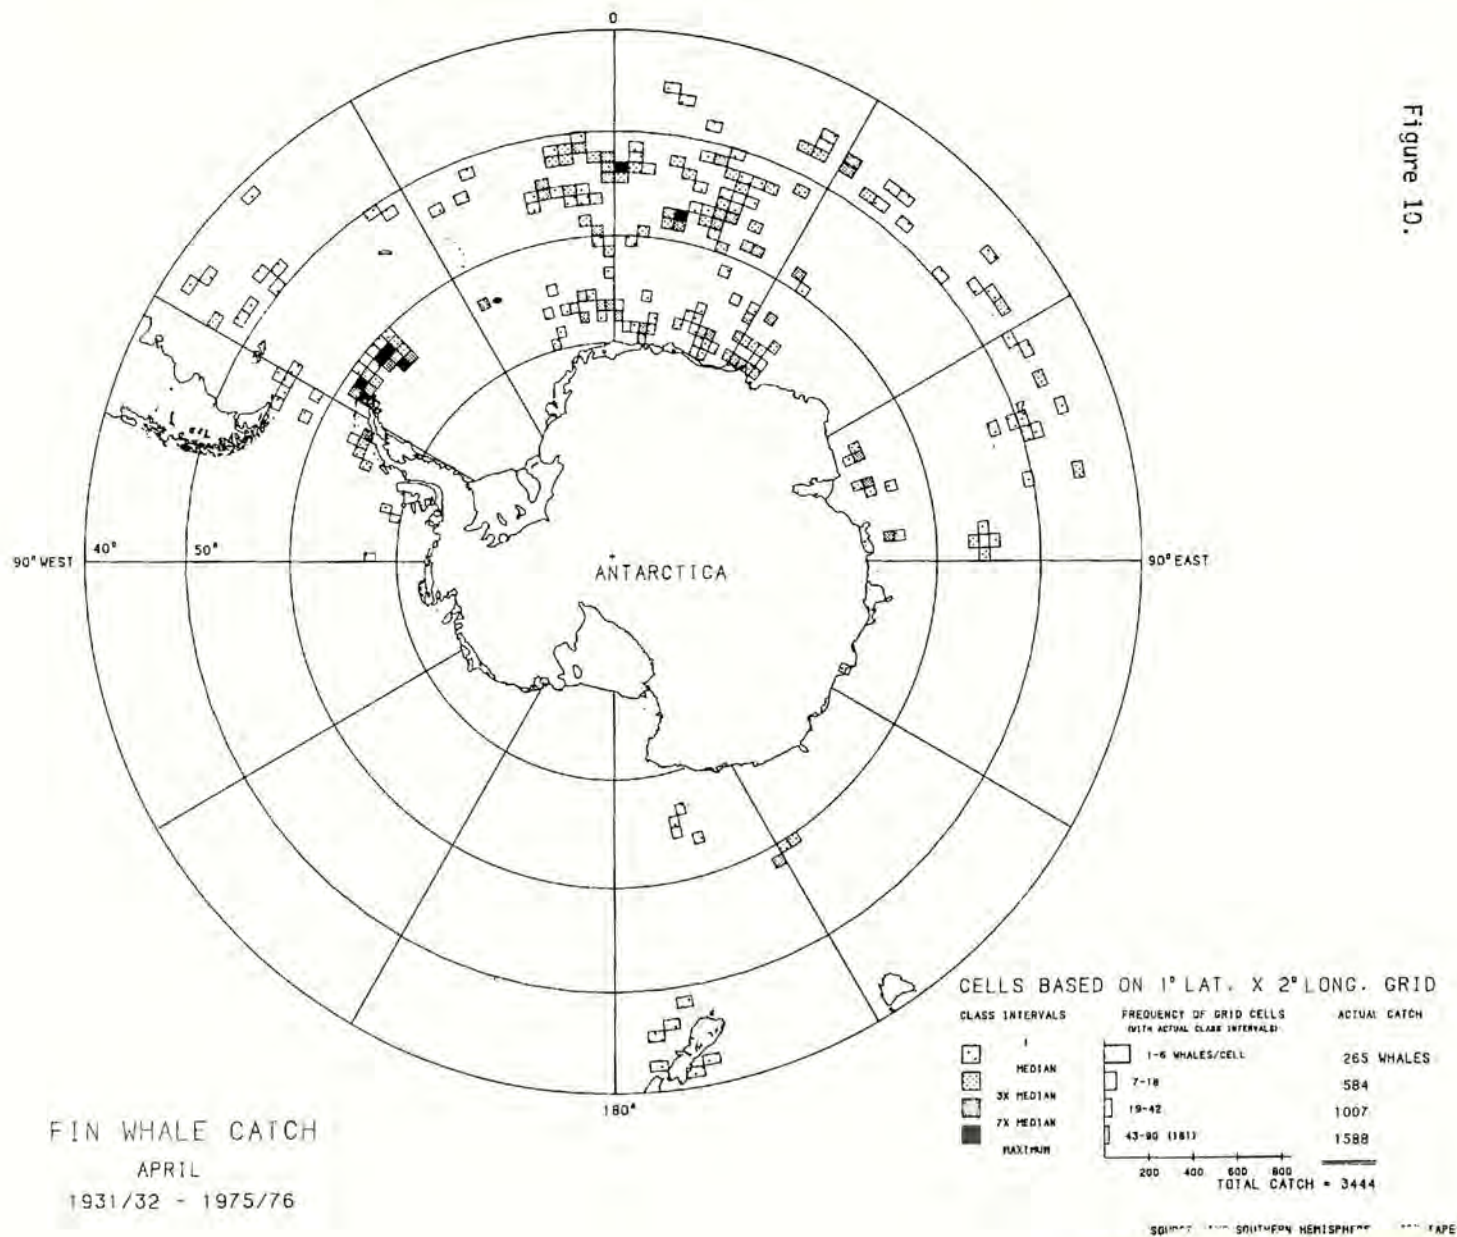 0
Figure 10.
90° WEST
40°
50°
90° EAST
ANTARCTICA
180°
CELLS BASED ON 1° LAT. X 2° LONG. GRID
CLASS INTERVALS
FREQUENCY OF GRID CELLS
ACTUAL CATCH
(WITH ACTUAL CLASS INTERVALS)
1
1-6 WHALES/CELL
265 WHALES
MEDIAN
7-18
584
3X MEDIAN
19-42
1007
7X MEDIAN
43-90 (161)
1588
MAXIMUM
200 400 600 800
TOTAL CATCH = 3444
FIN WHALE CATCH
APRIL
1931/32 - 1975/76
SOUTHERN HEMISPHERE TAPE